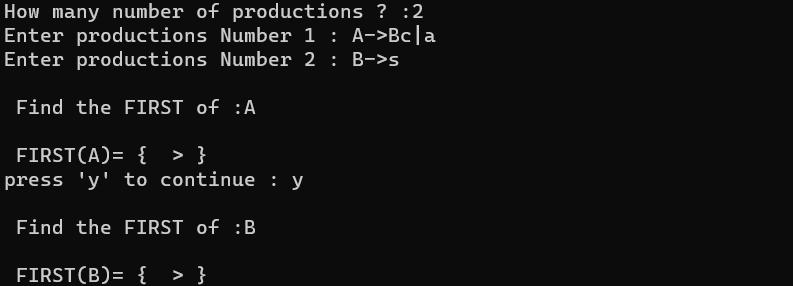 How many number of productions ? :2
Enter productions Number 1 : A->Bc|a
Enter productions Number 2 : B->s
Find the FIRST of :A
FIRST(A)= {  > }
press 'y' to continue : y
Find the FIRST of :B
FIRST(B)= {  > }